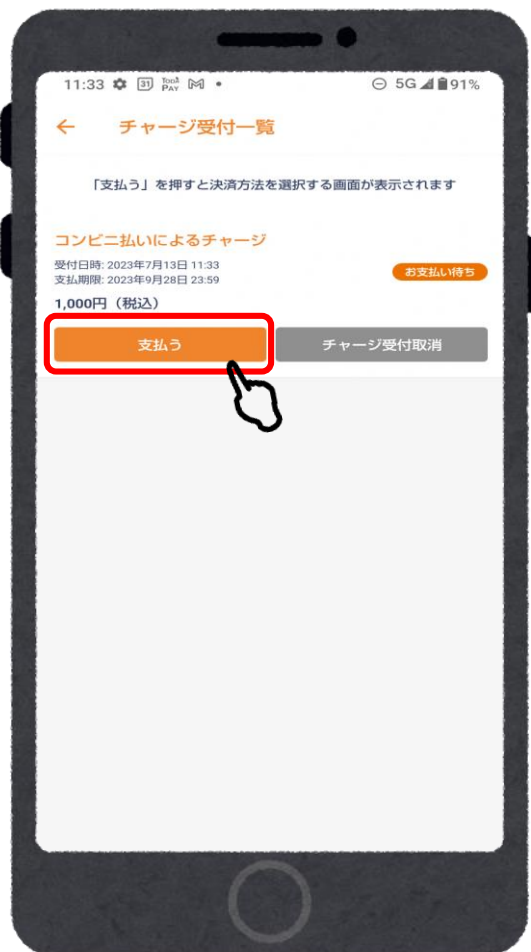 11:33 31 5G 91%
← チャージ受付一覧
「支払う」を押すと決済方法を選択する画面が表示されます
コンビニ払いによるチャージ
受付日時: 2023年7月13日 11:33
支払期限: 2023年9月28日 23:59
お支払い待ち
1,000円（税込）
支払う チャージ受付取消